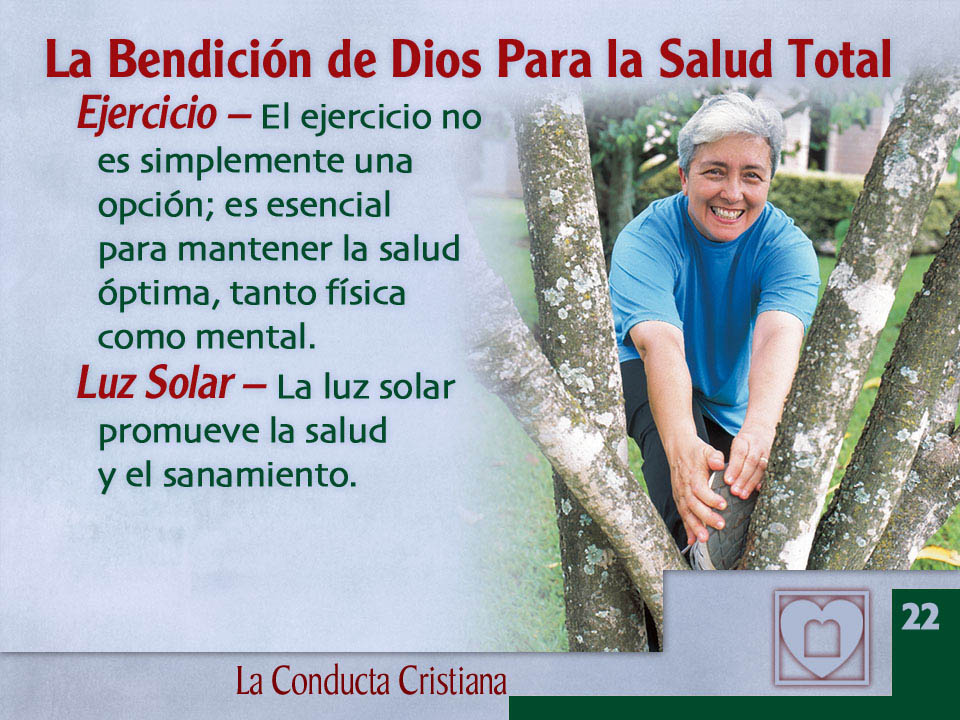 La Bendición de Dios Para la Salud Total
Ejercicio – El ejercicio no
es simplemente una
opción; es esencial
para mantener la salud
óptima, tanto física
como mental.
Luz Solar – La luz solar
promueve la salud
y el sanamiento.
22
La Conducta Cristiana